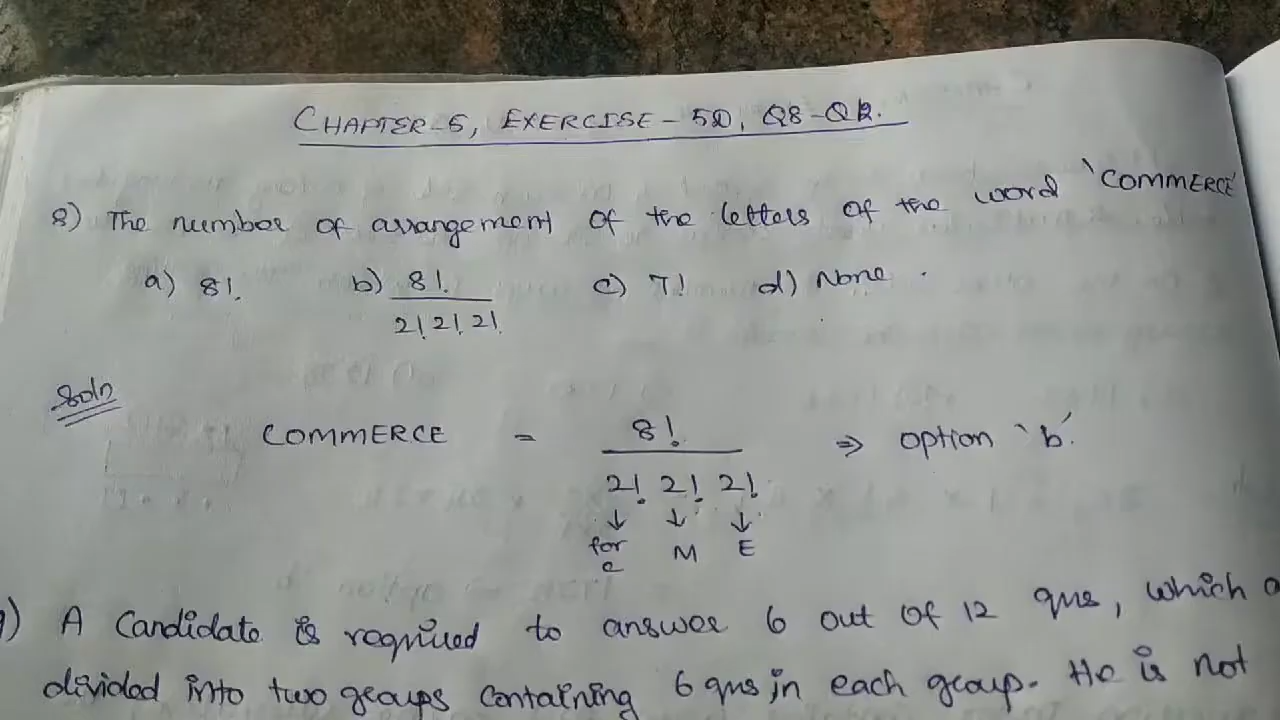 CHAPTER-5, EXERCISE-5D, Q8-Q12.
8) The number of arrangement of the letters of the word 'COMMERCE'
a) 8! b) 8! / 2! 2! 2! c) 7! d) None.
Soln
COMMERCE = 8! / 2! 2! 2! ⇒ option 'b'.
↓ ↓ ↓
for M E
c
9) A Candidate is required to answer 6 out of 12 qns, which a
divided into two groups containing 6 qns in each group. He is not